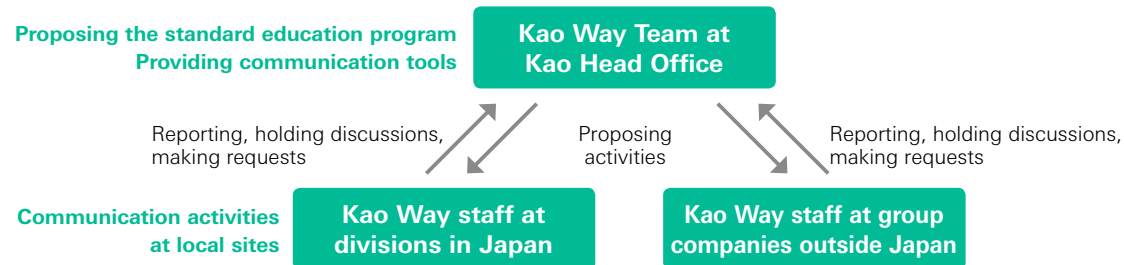 Proposing the standard education program
Providing communication tools
Kao Way Team at
Kao Head Office
Reporting, holding discussions,
making requests
Proposing
activities
Reporting, holding discussions,
making requests
Communication activities
at local sites
Kao Way staff at
divisions in Japan
Kao Way staff at group
companies outside Japan